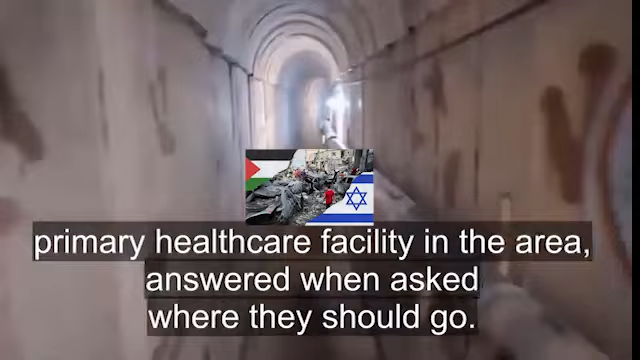 primary healthcare facility in the area,
answered when asked
where they should go.